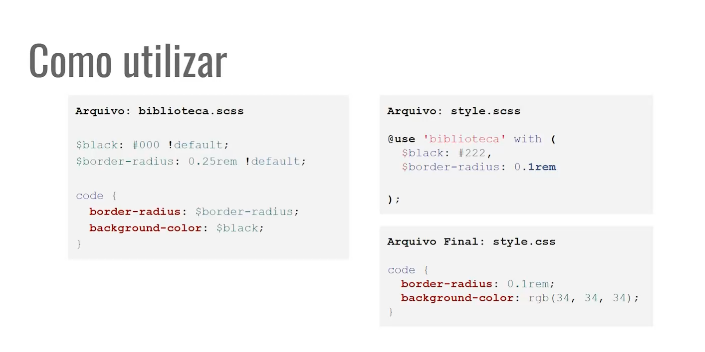 Como utilizar
Arquivo: biblioteca.scss
$black: #000 !default;
$border-radius: 0.25rem !default;
code {
border-radius: $border-radius;
background-color: $black;
}
Arquivo: style.scss
@use 'biblioteca' with (
$black: #222,
$border-radius: 0.1rem
);
Arquivo Final: style.css
code {
border-radius: 0.1rem;
background-color: rgb(34, 34, 34);
}